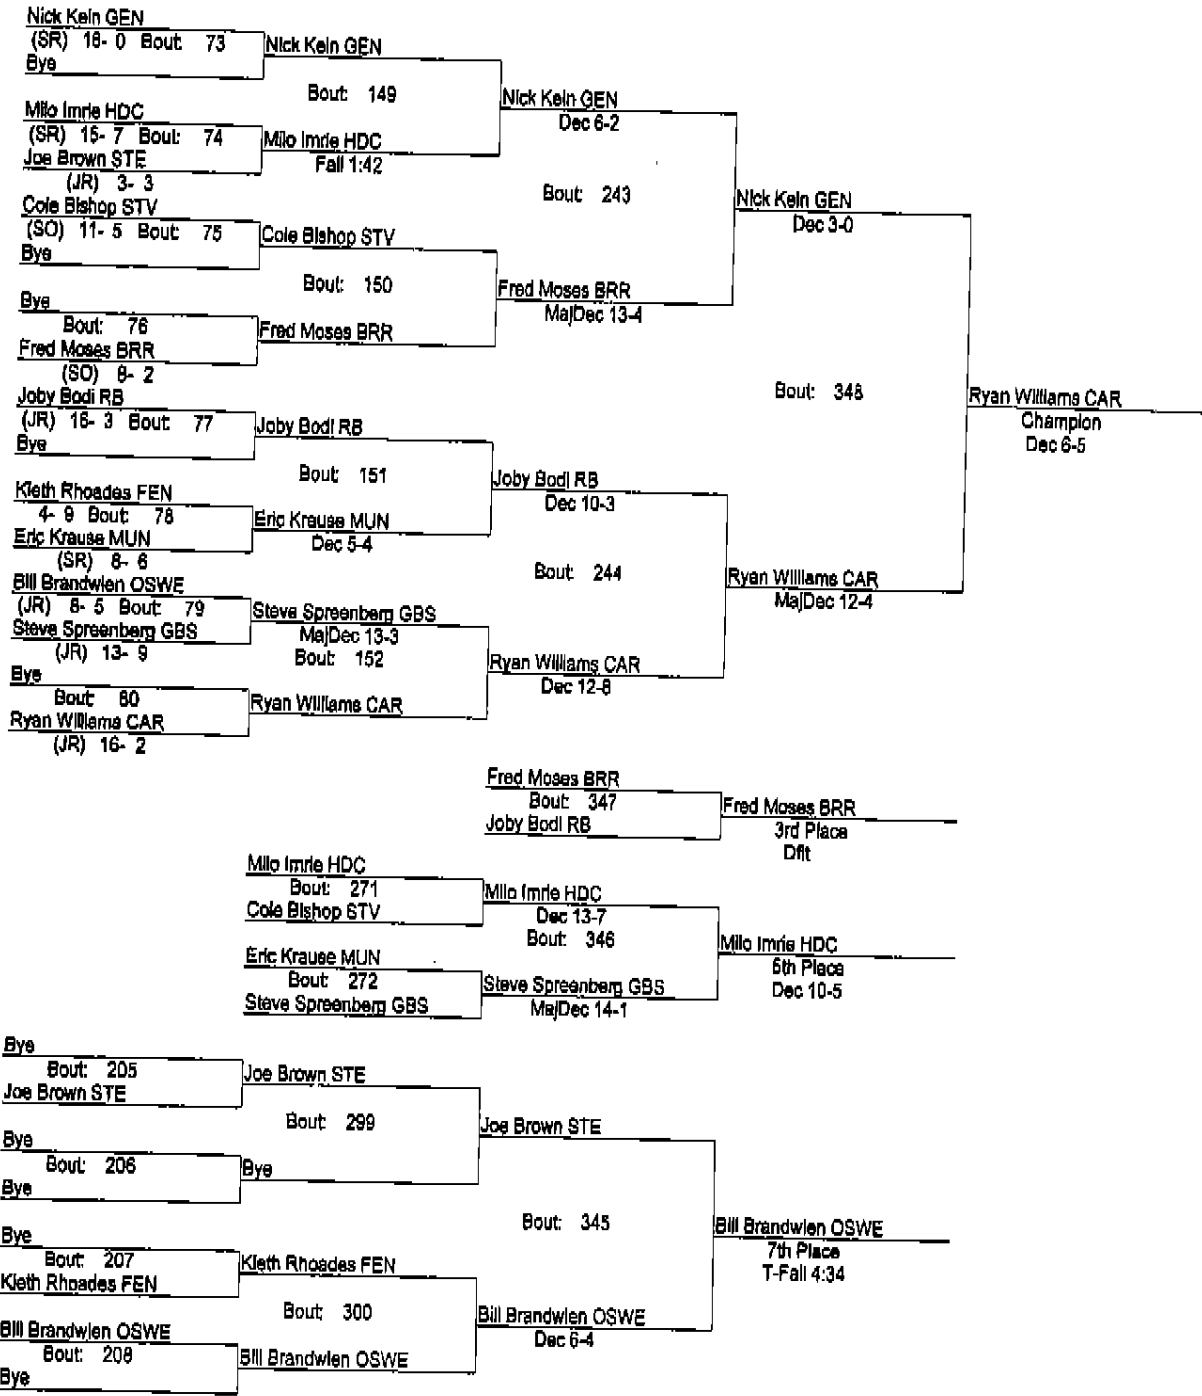 Nick Kein GEN
(SR) 18- 0 Bout: 73
Bye
Nick Kein GEN
Bout: 149
Milo Imrie HDC
(SR) 15- 7 Bout: 74
Joe Brown STE
(JR) 3- 3
Milo Imrie HDC
Fall 1:42
Nick Kein GEN
Dec 6-2
Cole Bishop STV
(SO) 11- 5 Bout: 75
Bye
Cole Bishop STV
Bout: 150
Bye
Bout: 76
Fred Moses BRR
(SO) 8- 2
Fred Moses BRR
Fred Moses BRR
MajDec 13-4
Bout: 243
Nick Kein GEN
Dec 3-0
Joby Bodi RB
(JR) 16- 3 Bout: 77
Bye
Joby Bodi RB
Bout: 151
Kieth Rhoades FEN
4- 9 Bout: 78
Eric Krause MUN
(SR) 8- 6
Eric Krause MUN
Dec 5-4
Joby Bodi RB
Dec 10-3
Bill Brandwien OSWE
(JR) 8- 5 Bout: 79
Steve Spreenberg GBS
(JR) 13- 9
Steve Spreenberg GBS
MajDec 13-3
Bout: 152
Bye
Bout: 80
Ryan Williams CAR
(JR) 16- 2
Ryan Williams CAR
Ryan Williams CAR
Dec 12-8
Bout: 244
Ryan Williams CAR
MajDec 12-4
Bout: 348
Ryan Williams CAR
Champion
Dec 6-5
Fred Moses BRR
Bout: 347
Joby Bodi RB
Fred Moses BRR
3rd Place
Dflt
Milo Imrie HDC
Bout: 271
Cole Bishop STV
Milo Imrie HDC
Dec 13-7
Bout: 346
Eric Krause MUN
Bout: 272
Steve Spreenberg GBS
Steve Spreenberg GBS
MajDec 14-1
Milo Imrie HDC
5th Place
Dec 10-5
Bye
Bout: 205
Joe Brown STE
Joe Brown STE
Bout: 299
Bye
Bout: 206
Bye
Bye
Joe Brown STE
Bye
Bout: 207
Kieth Rhoades FEN
Kieth Rhoades FEN
Bout: 300
Bill Brandwien OSWE
Bout: 208
Bye
Bill Brandwien OSWE
Bill Brandwien OSWE
Dec 6-4
Bout: 345
Bill Brandwien OSWE
7th Place
T-Fall 4:34